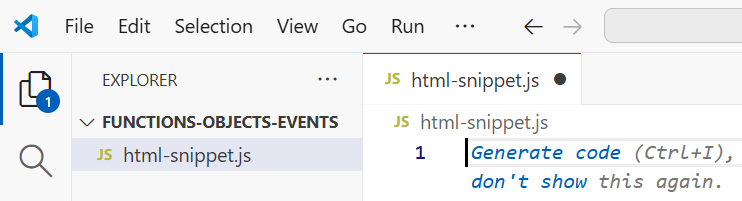 File Edit Selection View Go Run ··· ← →
EXPLORER ···
JS html-snippet.js ●
1
FUNCTIONS-OBJECTS-EVENTS
JS html-snippet.js
JS html-snippet.js
1 Generate code (Ctrl+I),
don't show this again.